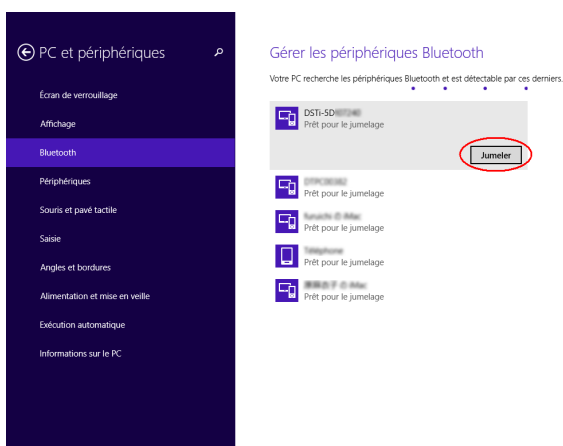 PC et périphériques
Écran de verrouillage
Affichage
Bluetooth
Périphériques
Souris et pavé tactile
Saisie
Angles et bordures
Alimentation et mise en veille
Exécution automatique
Informations sur le PC
Gérer les périphériques Bluetooth
Votre PC recherche les périphériques Bluetooth et est détectable par ces derniers.
DSTi-5D
Prêt pour le jumelage
Jumeler
Prêt pour le jumelage
Prêt pour le jumelage
Téléphone
Prêt pour le jumelage
Prêt pour le jumelage